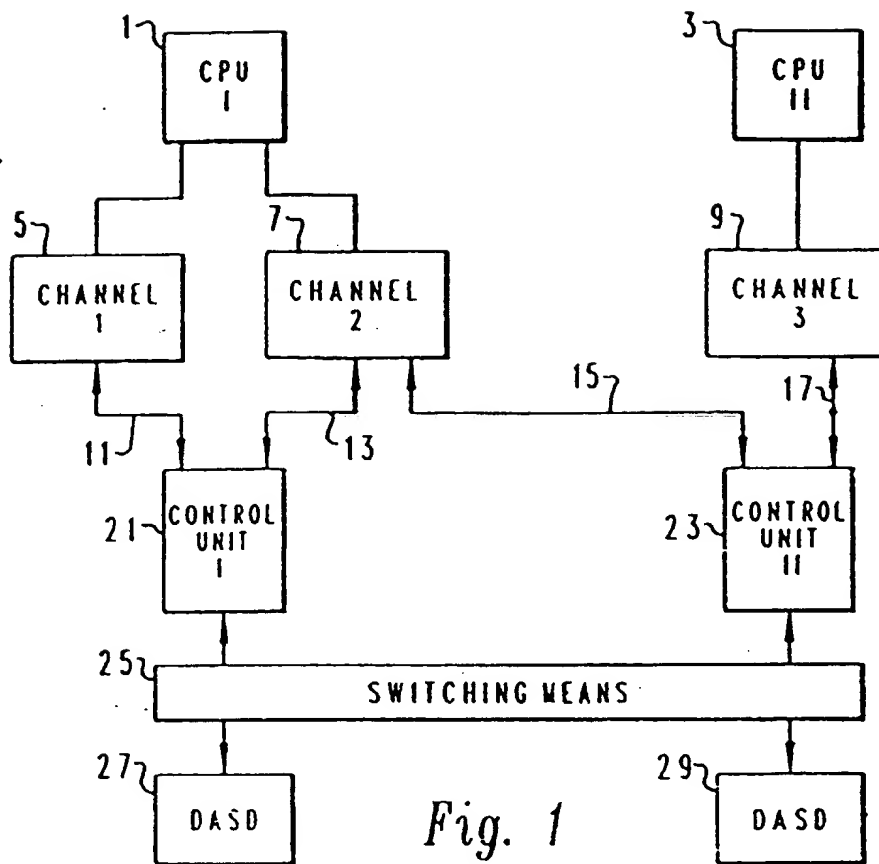 1
CPU
I
3
CPU
II
5
CHANNEL
1
7
CHANNEL
2
9
CHANNEL
3
11
13
15
17
21
CONTROL
UNIT
I
23
CONTROL
UNIT
II
25
SWITCHING MEANS
27
DASD
29
DASD
Fig. 1